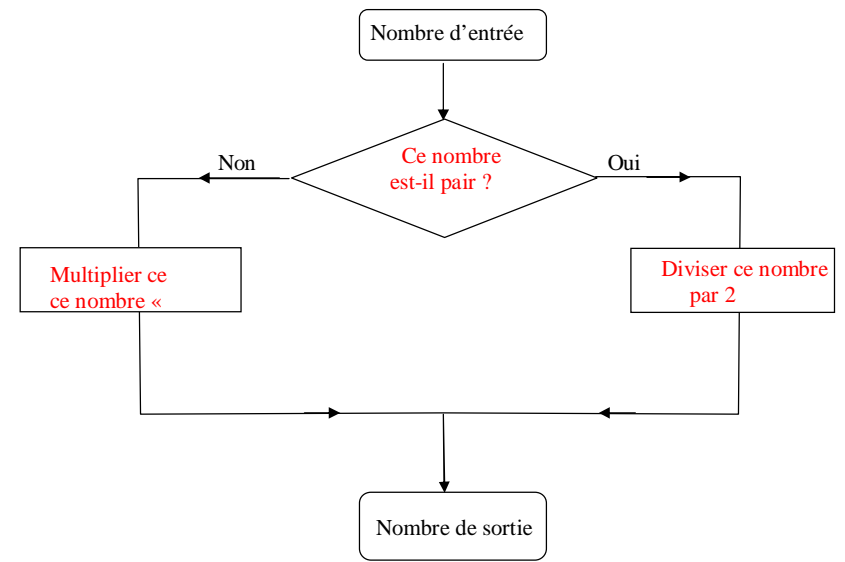 Nombre d’entrée
Ce nombre
est-il pair ?
Non
Oui
Multiplier ce
ce nombre «
Diviser ce nombre
par 2
Nombre de sortie